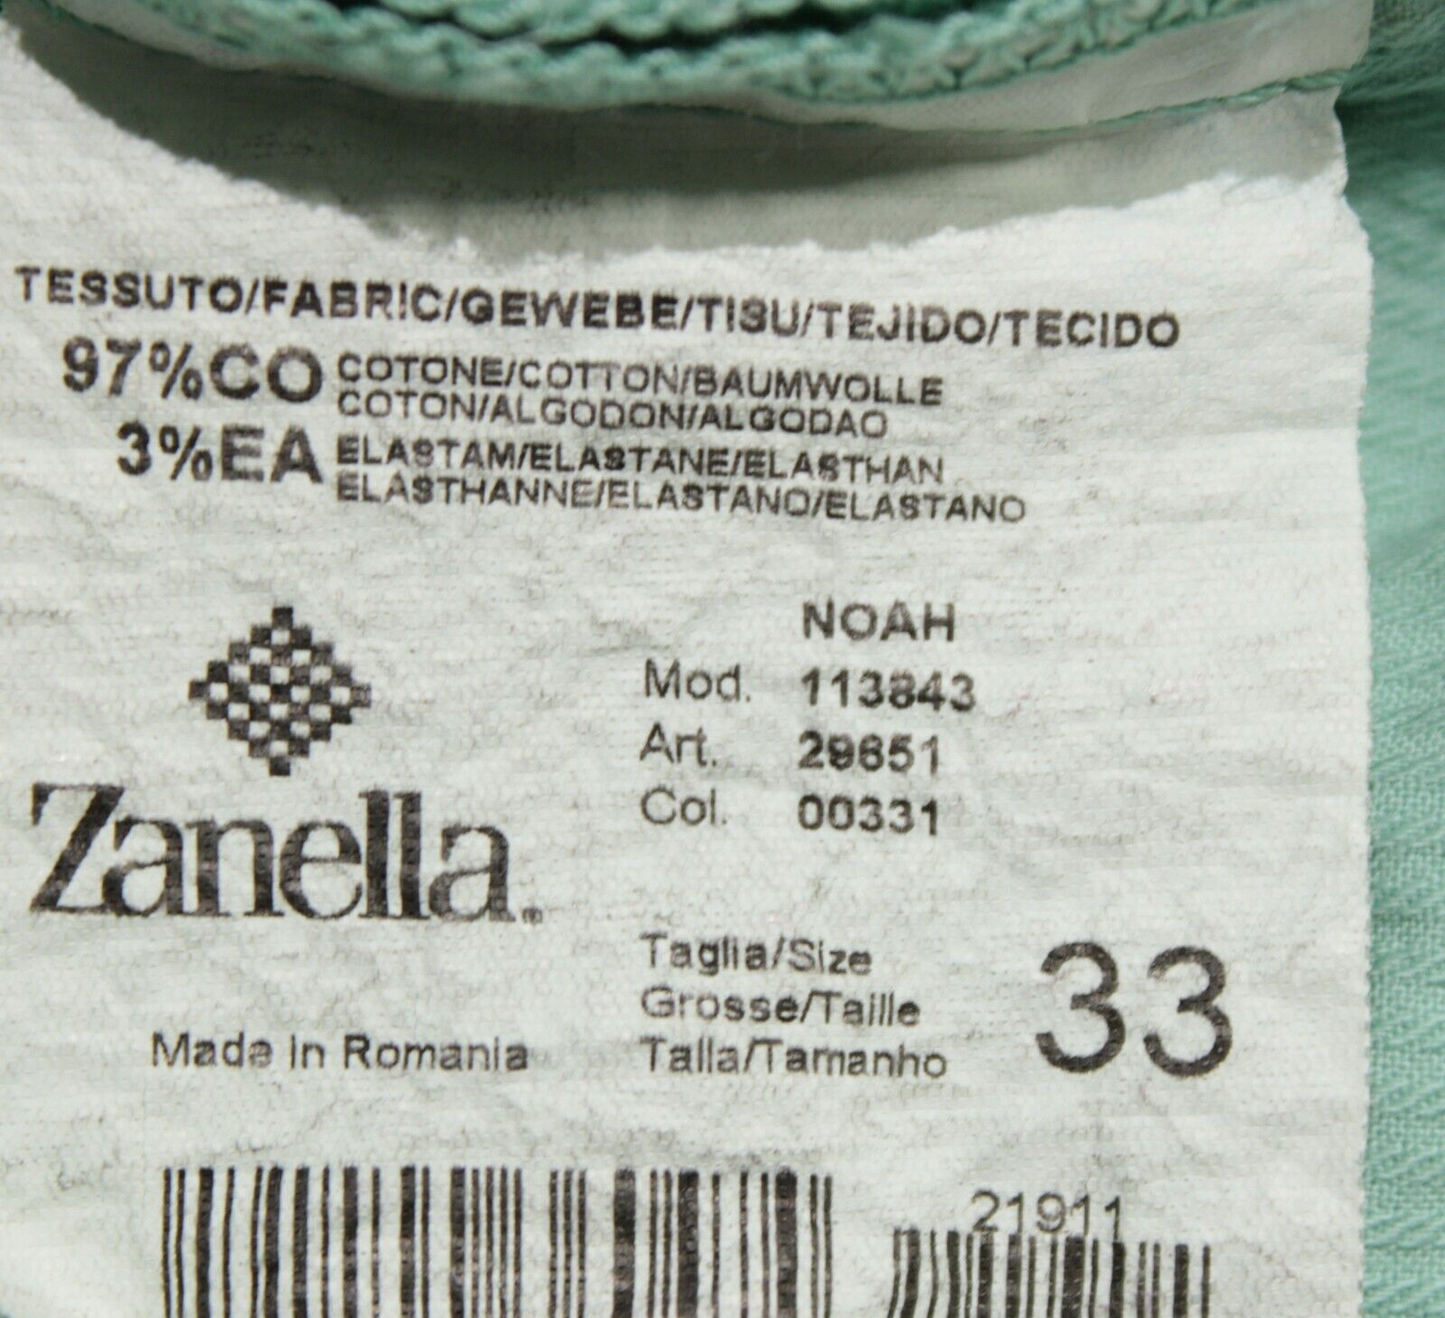 TESSUTO/FABRIC/GEWEBE/TISU/TEJIDO/TECIDO
97%CO COTONE/COTTON/BAUMWOLLE
COTON/ALGODON/ALGODAO
3%EA ELASTAM/ELASTANE/ELASTHAN
ELASTHANNE/ELASTANO/ELASTANO
NOAH
Mod. 113843
Art. 29651
Col. 00331
Zanella®
Taglia/Size
Grosse/Taille
Talla/Tamanho
33
Made in Romania
21911